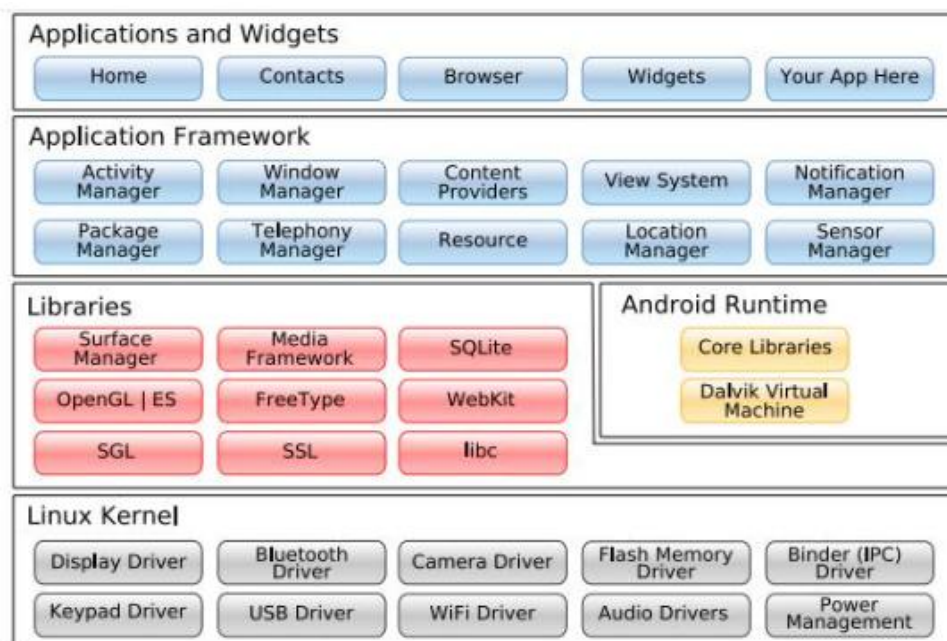 Applications and Widgets
Home
Contacts
Browser
Widgets
Your App Here
Application Framework
Activity
Manager
Window
Manager
Content
Providers
View System
Notification
Manager
Package
Manager
Telephony
Manager
Resource
Location
Manager
Sensor
Manager
Libraries
Surface
Manager
Media
Framework
SQLite
OpenGL | ES
FreeType
WebKit
SGL
SSL
libc
Android Runtime
Core Libraries
Dalvik Virtual
Machine
Linux Kernel
Display Driver
Bluetooth
Driver
Camera Driver
Flash Memory
Driver
Binder (IPC)
Driver
Keypad Driver
USB Driver
WiFi Driver
Audio Drivers
Power
Management